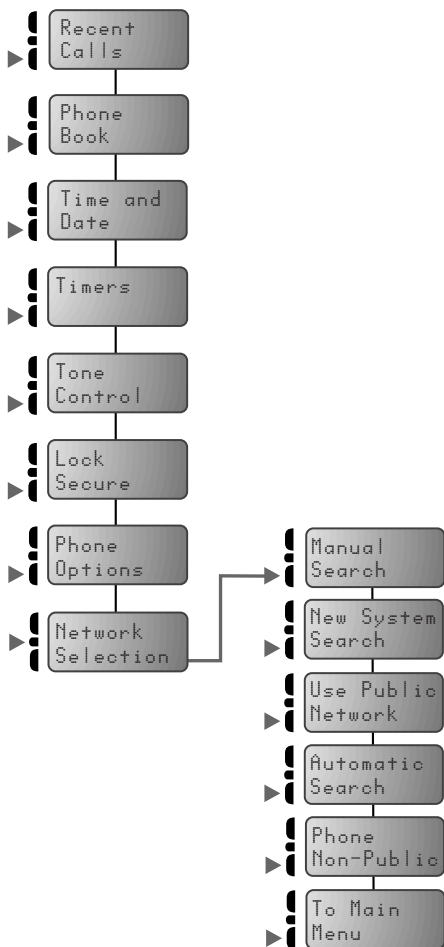 Recent
Calls
Phone
Book
Time and
Date
Timers
Tone
Control
Lock
Secure
Phone
Options
Network
Selection
Manual
Search
New System
Search
Use Public
Network
Automatic
Search
Phone
Non-Public
To Main
Menu